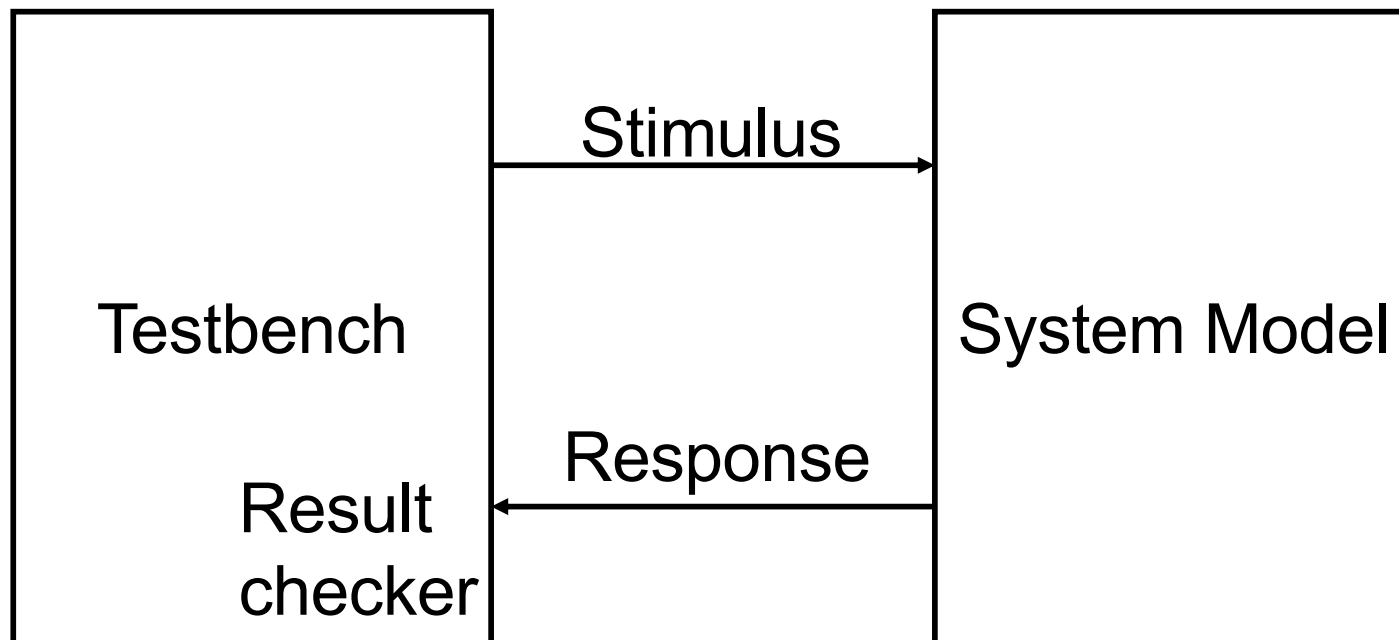 Stimulus
Testbench
System Model
Response
Result
checker